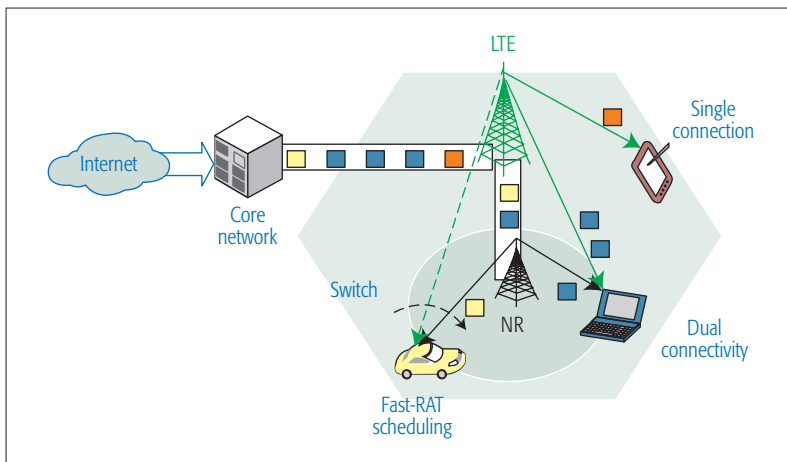 LTE
Single
connection
Internet
Core
network
Switch
NR
Dual
connectivity
Fast-RAT
scheduling